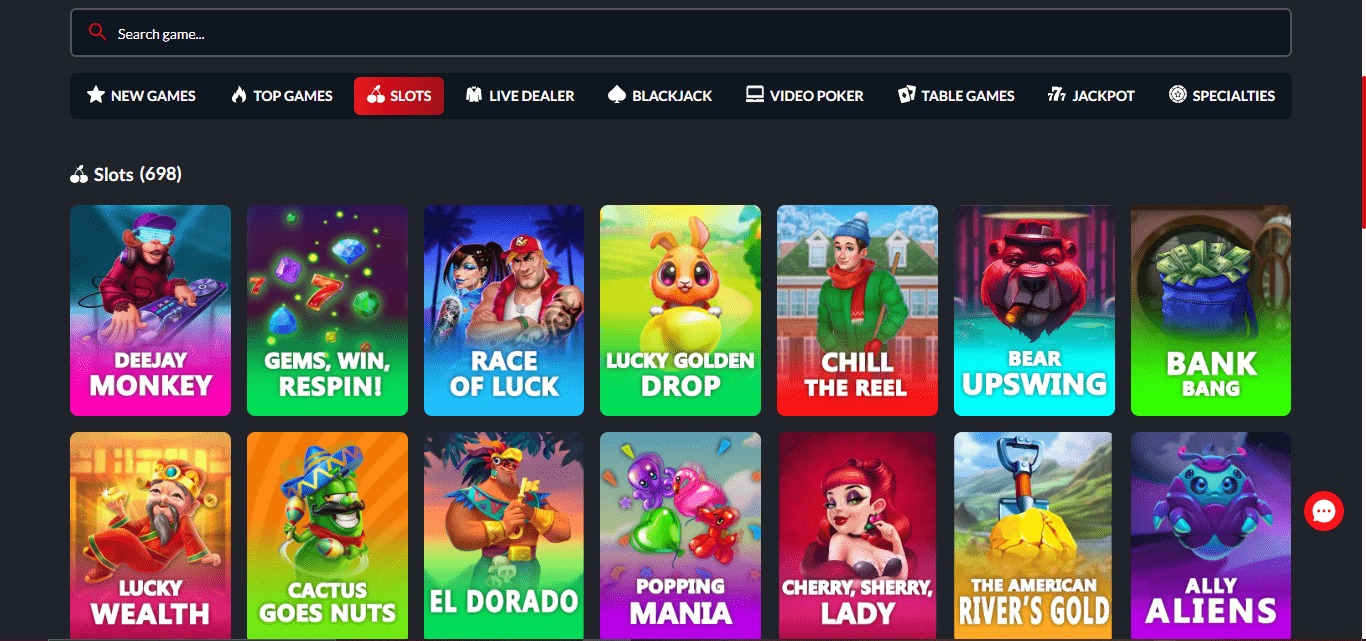 Search game...
NEW GAMES
TOP GAMES
SLOTS
LIVE DEALER
BLACKJACK
VIDEO POKER
TABLE GAMES
JACKPOT
SPECIALTIES
Slots (698)
DEEJAY
MONKEY
GEMS, WIN,
RESPIN!
RACE
OF LUCK
LUCKY GOLDEN
DROP
CHILL
THE REEL
BEAR
UPSWING
BANK
BANG
LUCKY
WEALTH
CACTUS
GOES NUTS
EL DORADO
POPPING
MANIA
CHERRY, SHERRY,
LADY
THE AMERICAN
RIVER'S GOLD
ALLY
ALIENS